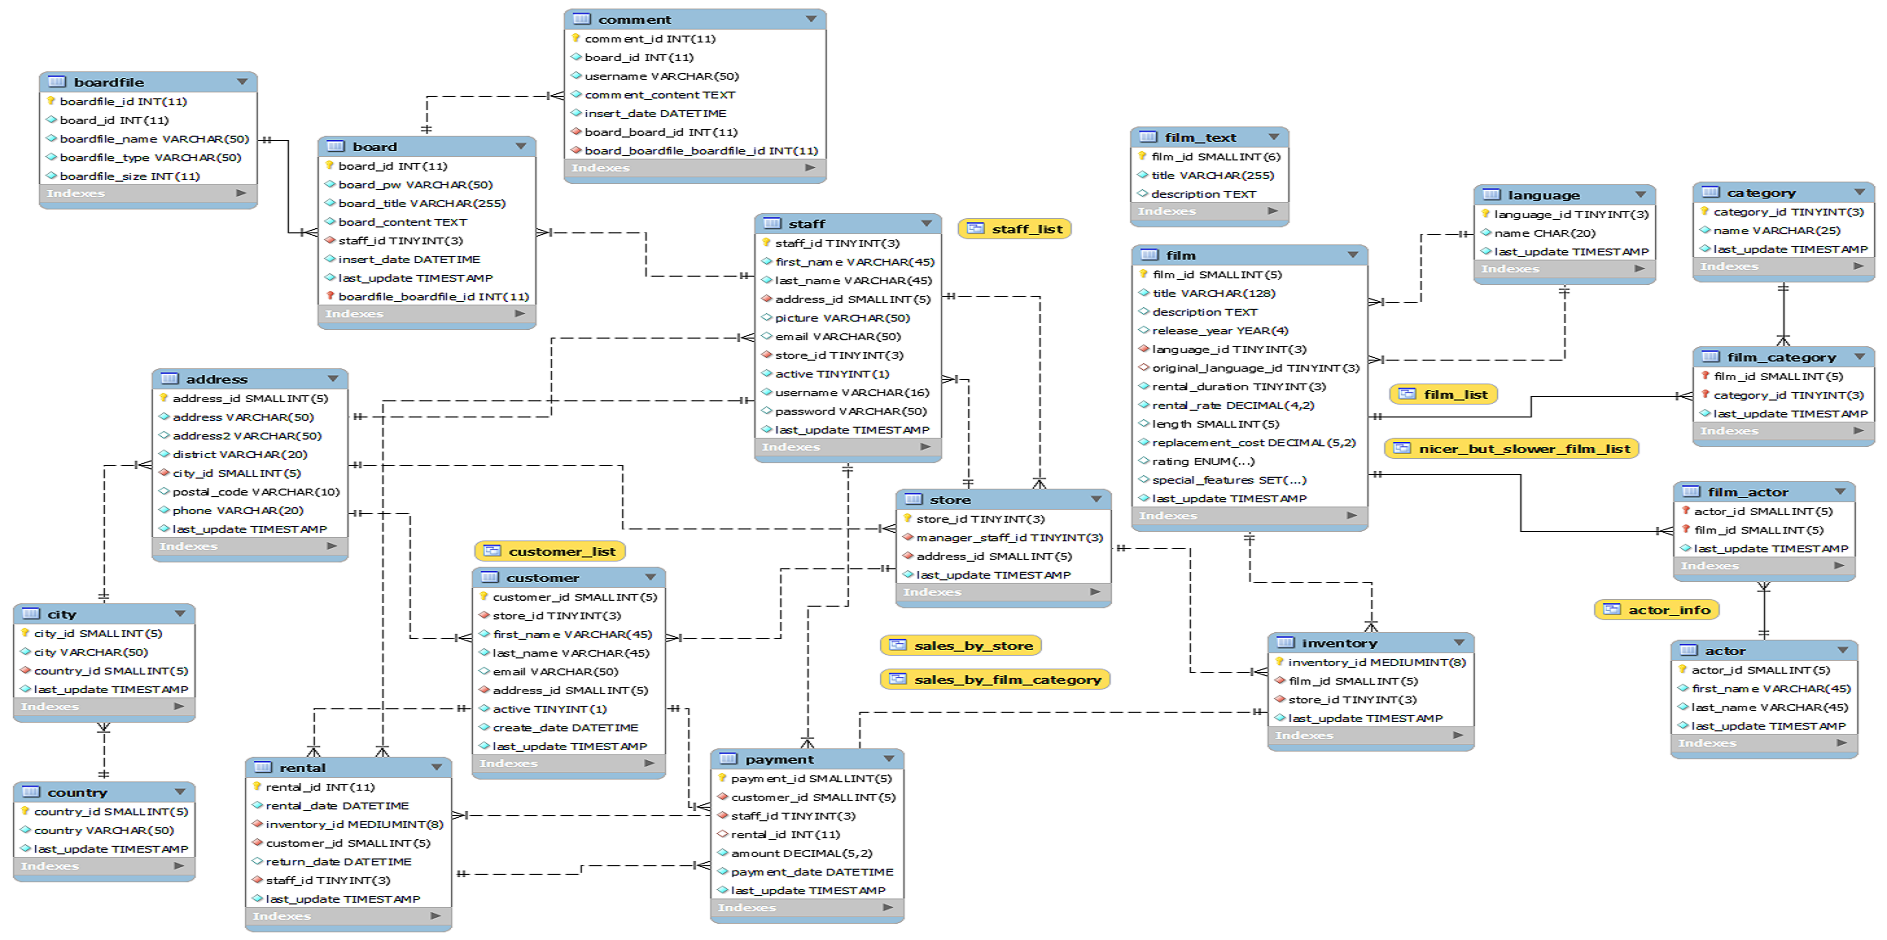 comment
comment_id INT(11)
board_id INT(11)
username VARCHAR(50)
comment_content TEXT
insert_date DATETIME
board_board_id INT(11)
board_boardfile_boardfile_id INT(11)
Indexes
boardfile
boardfile_id INT(11)
board_id INT(11)
boardfile_name VARCHAR(50)
boardfile_type VARCHAR(50)
boardfile_size INT(11)
Indexes
board
board_id INT(11)
board_pw VARCHAR(50)
board_title VARCHAR(255)
board_content TEXT
staff_id TINYINT(3)
insert_date DATETIME
last_update TIMESTAMP
boardfile_boardfile_id INT(11)
Indexes
staff
staff_id TINYINT(3)
first_name VARCHAR(45)
last_name VARCHAR(45)
address_id SMALLINT(5)
picture VARCHAR(50)
email VARCHAR(50)
store_id TINYINT(3)
active TINYINT(1)
username VARCHAR(16)
password VARCHAR(50)
last_update TIMESTAMP
Indexes
staff_list
film_text
film_id SMALLINT(6)
title VARCHAR(255)
description TEXT
Indexes
language
language_id TINYINT(3)
name CHAR(20)
last_update TIMESTAMP
Indexes
category
category_id TINYINT(3)
name VARCHAR(25)
last_update TIMESTAMP
Indexes
film
film_id SMALLINT(5)
title VARCHAR(128)
description TEXT
release_year YEAR(4)
language_id TINYINT(3)
original_language_id TINYINT(3)
rental_duration TINYINT(3)
rental_rate DECIMAL(4,2)
length SMALLINT(5)
replacement_cost DECIMAL(5,2)
rating ENUM(...)
special_features SET(...)
last_update TIMESTAMP
Indexes
film_category
film_id SMALLINT(5)
category_id TINYINT(3)
last_update TIMESTAMP
Indexes
film_list
nicer_but_slower_film_list
address
address_id SMALLINT(5)
address VARCHAR(50)
address2 VARCHAR(50)
district VARCHAR(20)
city_id SMALLINT(5)
postal_code VARCHAR(10)
phone VARCHAR(20)
last_update TIMESTAMP
Indexes
store
store_id TINYINT(3)
manager_staff_id TINYINT(3)
address_id SMALLINT(5)
last_update TIMESTAMP
Indexes
film_actor
actor_id SMALLINT(5)
film_id SMALLINT(5)
last_update TIMESTAMP
Indexes
customer_list
customer
customer_id SMALLINT(5)
store_id TINYINT(3)
first_name VARCHAR(45)
last_name VARCHAR(45)
email VARCHAR(50)
address_id SMALLINT(5)
active TINYINT(1)
create_date DATETIME
last_update TIMESTAMP
Indexes
actor_info
city
city_id SMALLINT(5)
city VARCHAR(50)
country_id SMALLINT(5)
last_update TIMESTAMP
Indexes
sales_by_store
sales_by_film_category
inventory
inventory_id MEDIUMINT(8)
film_id SMALLINT(5)
store_id TINYINT(3)
last_update TIMESTAMP
Indexes
actor
actor_id SMALLINT(5)
first_name VARCHAR(45)
last_name VARCHAR(45)
last_update TIMESTAMP
Indexes
country
country_id SMALLINT(5)
country VARCHAR(50)
last_update TIMESTAMP
Indexes
rental
rental_id INT(11)
rental_date DATETIME
inventory_id MEDIUMINT(8)
customer_id SMALLINT(5)
return_date DATETIME
staff_id TINYINT(3)
last_update TIMESTAMP
Indexes
payment
payment_id SMALLINT(5)
customer_id SMALLINT(5)
staff_id TINYINT(3)
rental_id INT(11)
amount DECIMAL(5,2)
payment_date DATETIME
last_update TIMESTAMP
Indexes